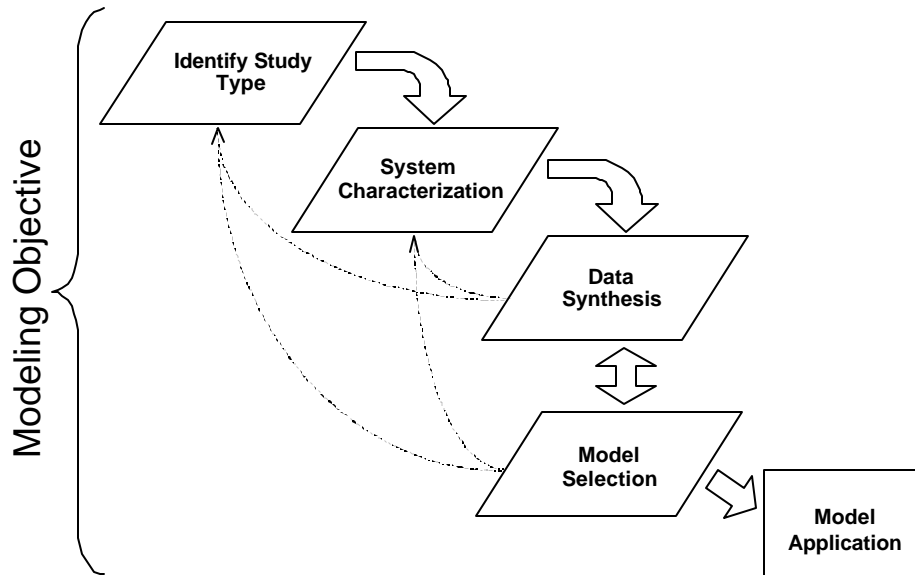 Modeling Objective
Identify Study
Type
System
Characterization
Data
Synthesis
Model
Selection
Model
Application